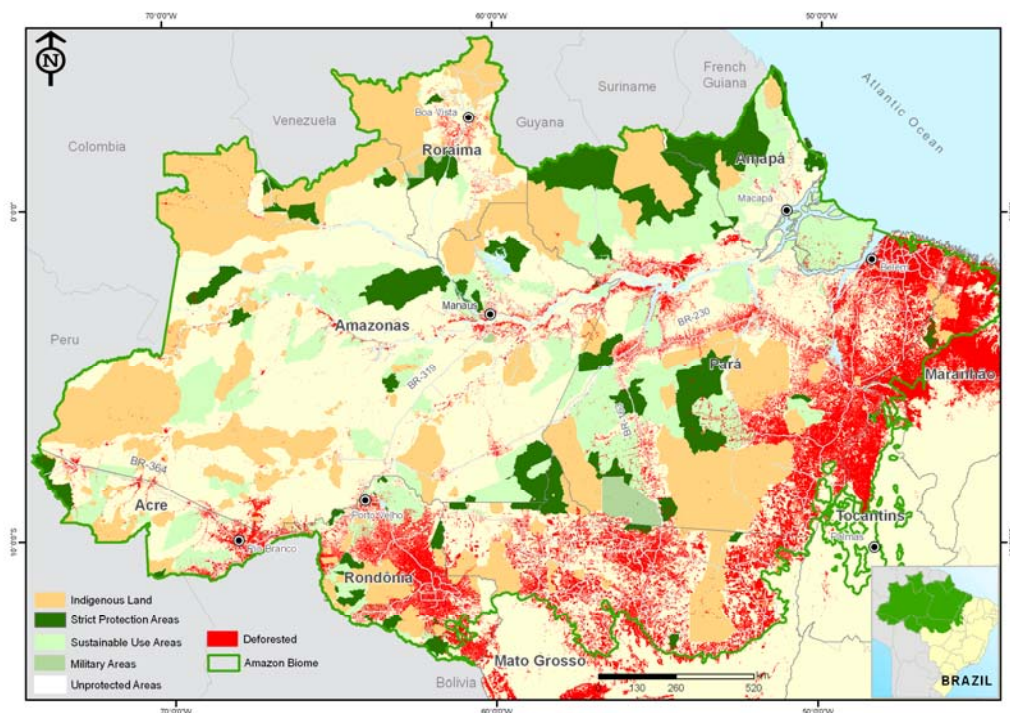 70°0'0"W
60°0'0"W
50°0'0"W
N
Atlantic Ocean
French
Guiana
Suriname
Guyana
Venezuela
Colombia
Boa Vista
Roraima
Amapá
Macapá
0°0'0"
Belém
Manaus
Amazonas
BR-230
Peru
BR-319
Pará
Maranhão
BR-163
BR-364
Acre
Porto Velho
Tocantins
10°0'0"S
Rio Branco
Palmas
Rondônia
Indigenous Land
Strict Protection Areas
Sustainable Use Areas
Deforested
Military Areas
Amazon Biome
Unprotected Areas
Mato Grosso
Bolivia
km
0 130 260 520
BRAZIL
70°0'0"W
60°0'0"W
50°0'0"W